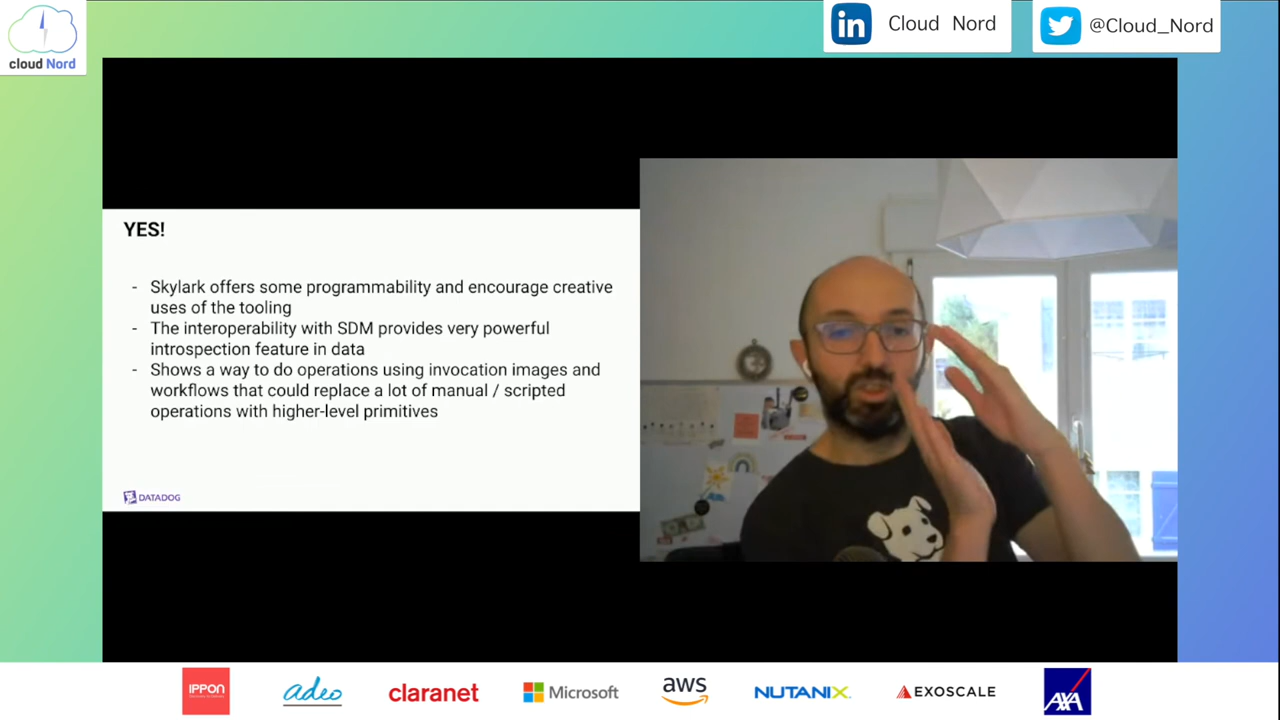 cloud Nord
Cloud Nord
@Cloud_Nord
YES!
- Skylark offers some programmability and encourage creative
uses of the tooling
- The interoperability with SDM provides very powerful
introspection feature in data
- Shows a way to do operations using invocation images and
workflows that could replace a lot of manual / scripted
operations with higher-level primitives
DATADOG
IPPON
adeo
claranet
Microsoft
aws
NUTANIX
EXOSCALE
AXA